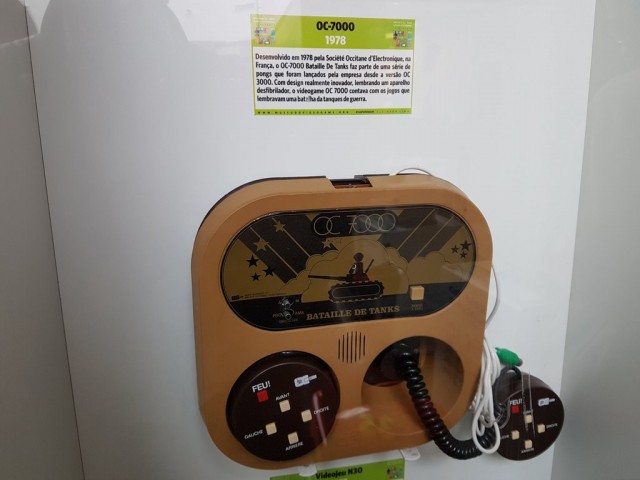 OC-7000
1978
Desenvolvido em 1978 pela Société Occitane d'Electronique, na
França, o OC-7000 Bataille De Tanks faz parte de uma série de
pongs que foram lançados pela empresa desde a versão OC
3000. Com design realmente inovador, lembrando um aparelho
desfibrilador, o videogame OC 7000 contava com os jogos que
lembravam uma batalha da tanques de guerra.
OC 7000
BATAILLE DE TANKS
FEU!
AVANT
GAUCHE
DROITE
ARRIERE
FEU!
Videojeu N30